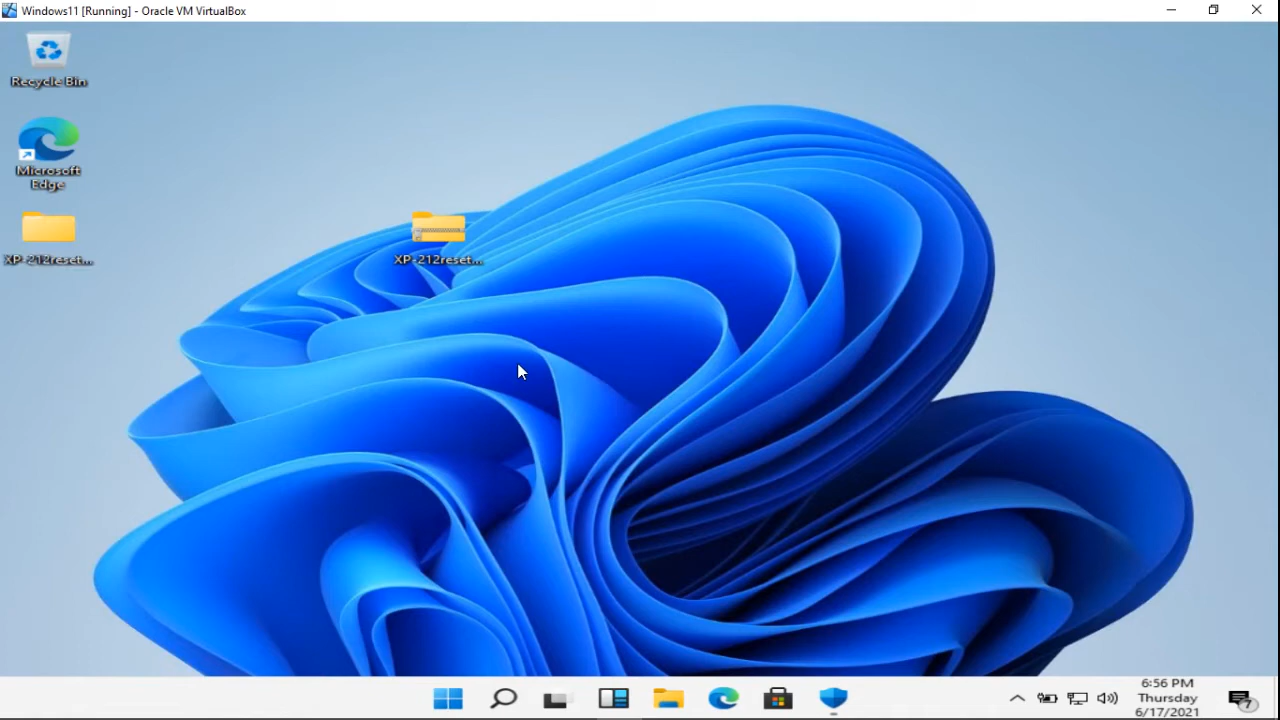 Windows11 [Running] - Oracle VM VirtualBox
Recycle Bin
Microsoft
Edge
XP-212reset...
XP-212reset...
6:56 PM
Thursday
6/17/2021
7